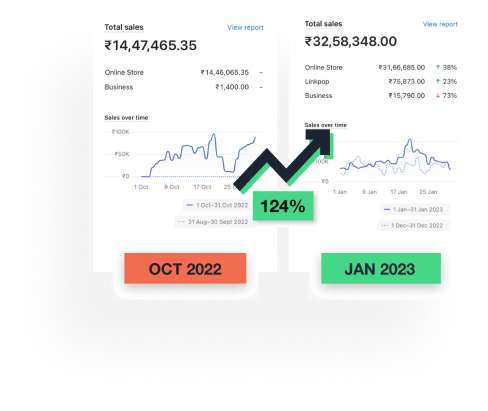 Total sales
View report
₹14,47,465.35
Online Store ₹14,46,065.35 -
Business ₹1,400.00 -
Sales over time
₹100K
₹50K
₹0
1 Oct 9 Oct 17 Oct 25
1 Oct–31 Oct 2022
31 Aug–30 Sept 2022
OCT 2022
124%
Total sales
View report
₹32,58,348.00
Online Store ₹31,66,685.00 ↑ 38%
Linkpop ₹75,873.00 ↑ 23%
Business ₹15,790.00 ↓ 73%
Sales over time
₹0
1 Jan 9 Jan 17 Jan 25 Jan
1 Jan–31 Jan 2023
1 Dec–31 Dec 2022
JAN 2023